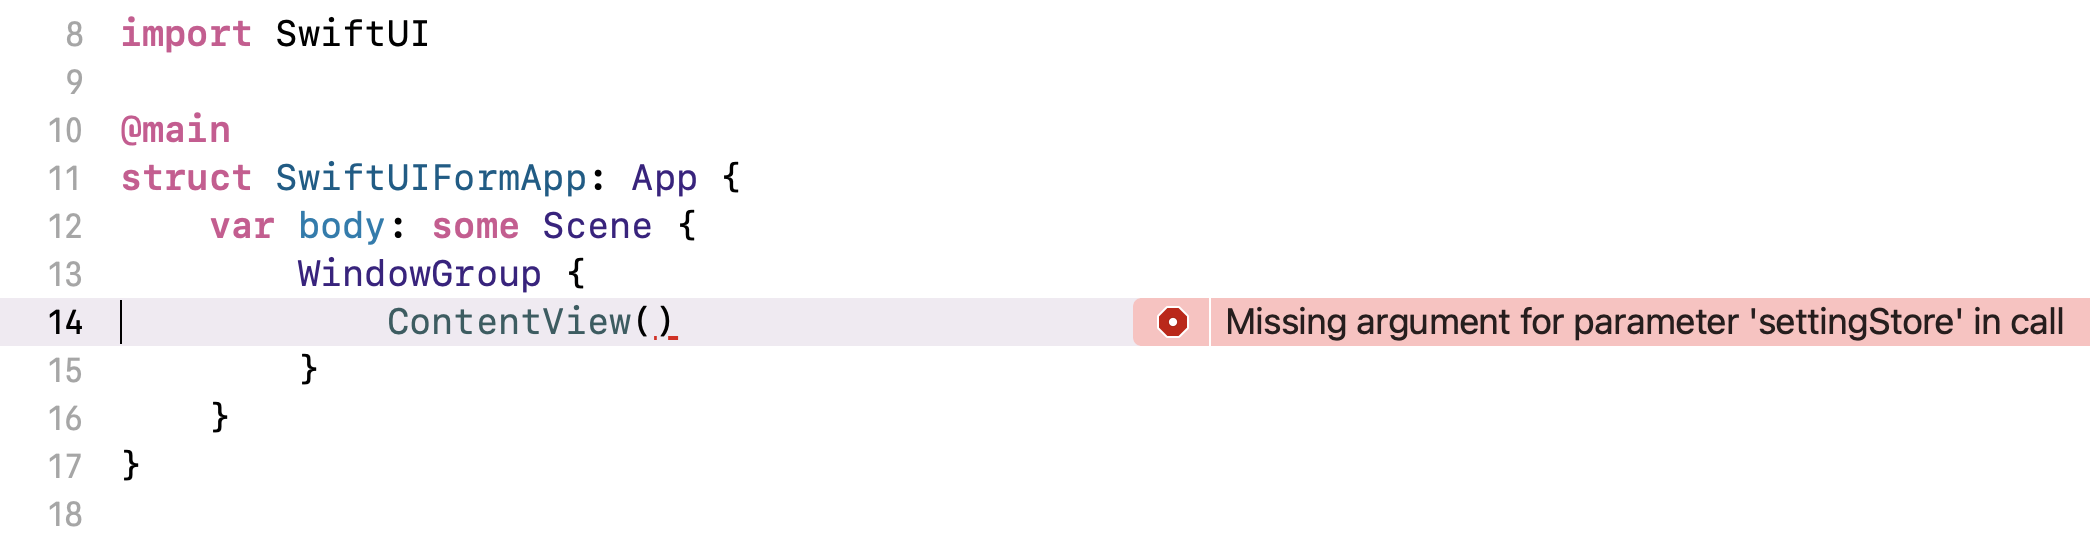 8 import SwiftUI
9
10 @main
11 struct SwiftUIFormApp: App {
12 var body: some Scene {
13 WindowGroup {
14 ContentView() Missing argument for parameter 'settingStore' in call
15 }
16 }
17 }
18